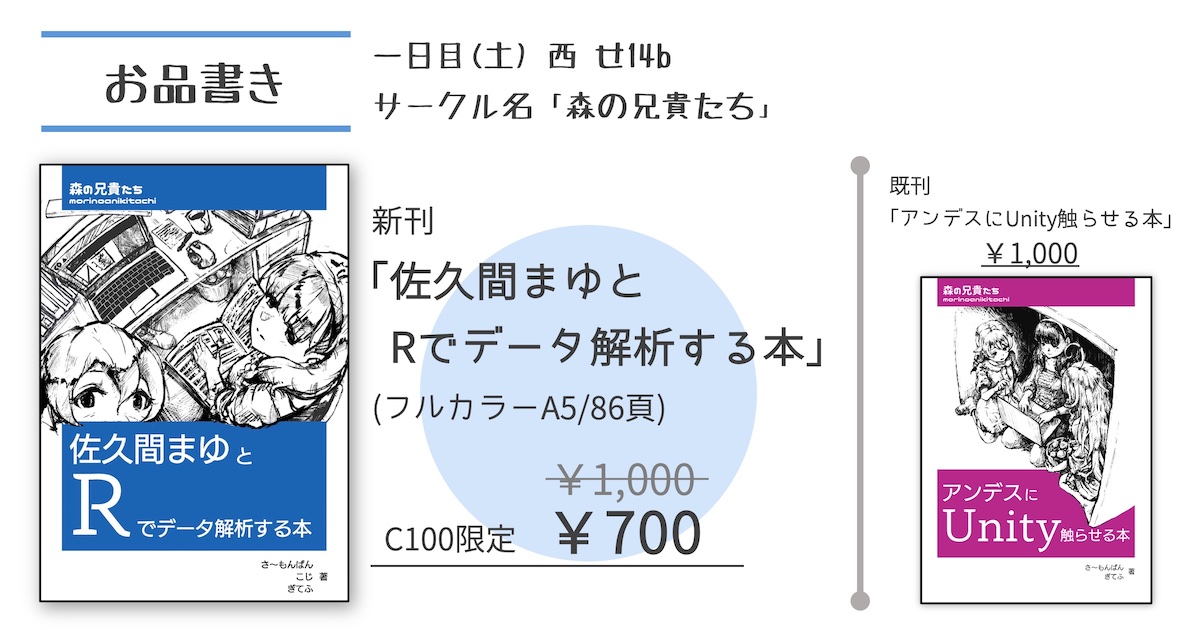 お品書き
一日目(土) 西 せ14b
サークル名「森の兄貴たち」
森の兄貴たち
morinoanikitachi
佐久間まゆと
R でデータ解析する本
さ〜もんぱん
こじ 著
ぎてふ
新刊
「佐久間まゆと
Rでデータ解析する本」
(フルカラーA5/86頁)
￥1,000
C100限定 ￥700
既刊
「アンデスにUnity触らせる本」
￥1,000
森の兄貴たち
morinoanikitachi
アンデスに
Unity 触らせる本
さ〜もんぱん
ぎてふ 著